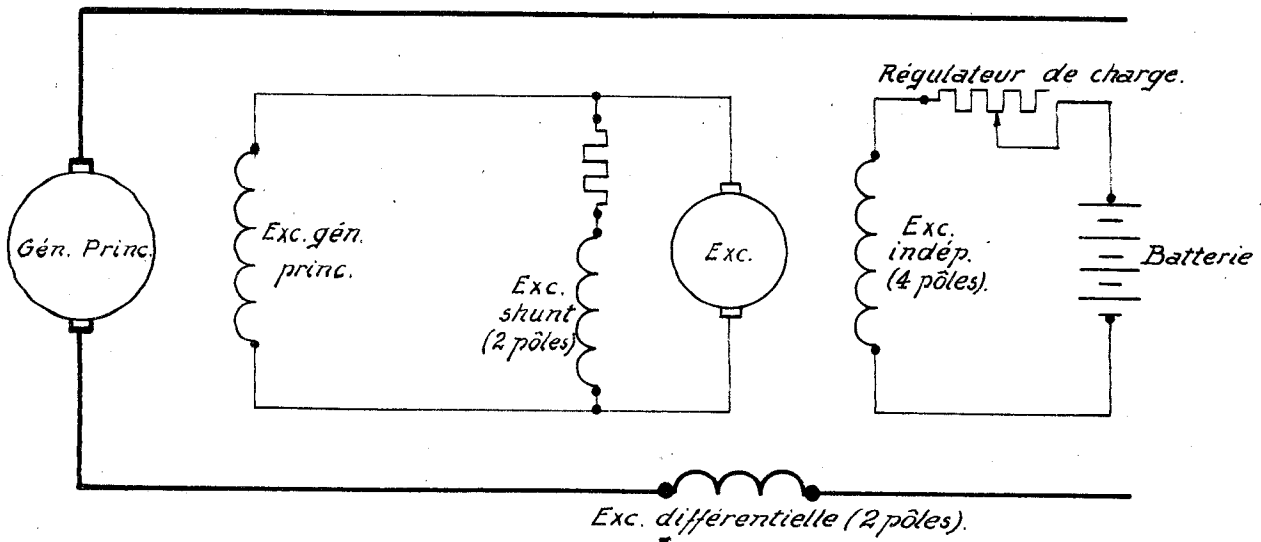 Régulateur de charge.
Gén. Princ.
Exc. gén.
princ.
Exc.
shunt
(2 pôles)
Exc.
Exc.
indép.
(4 pôles).
Batterie
Exc. différentielle (2 pôles).